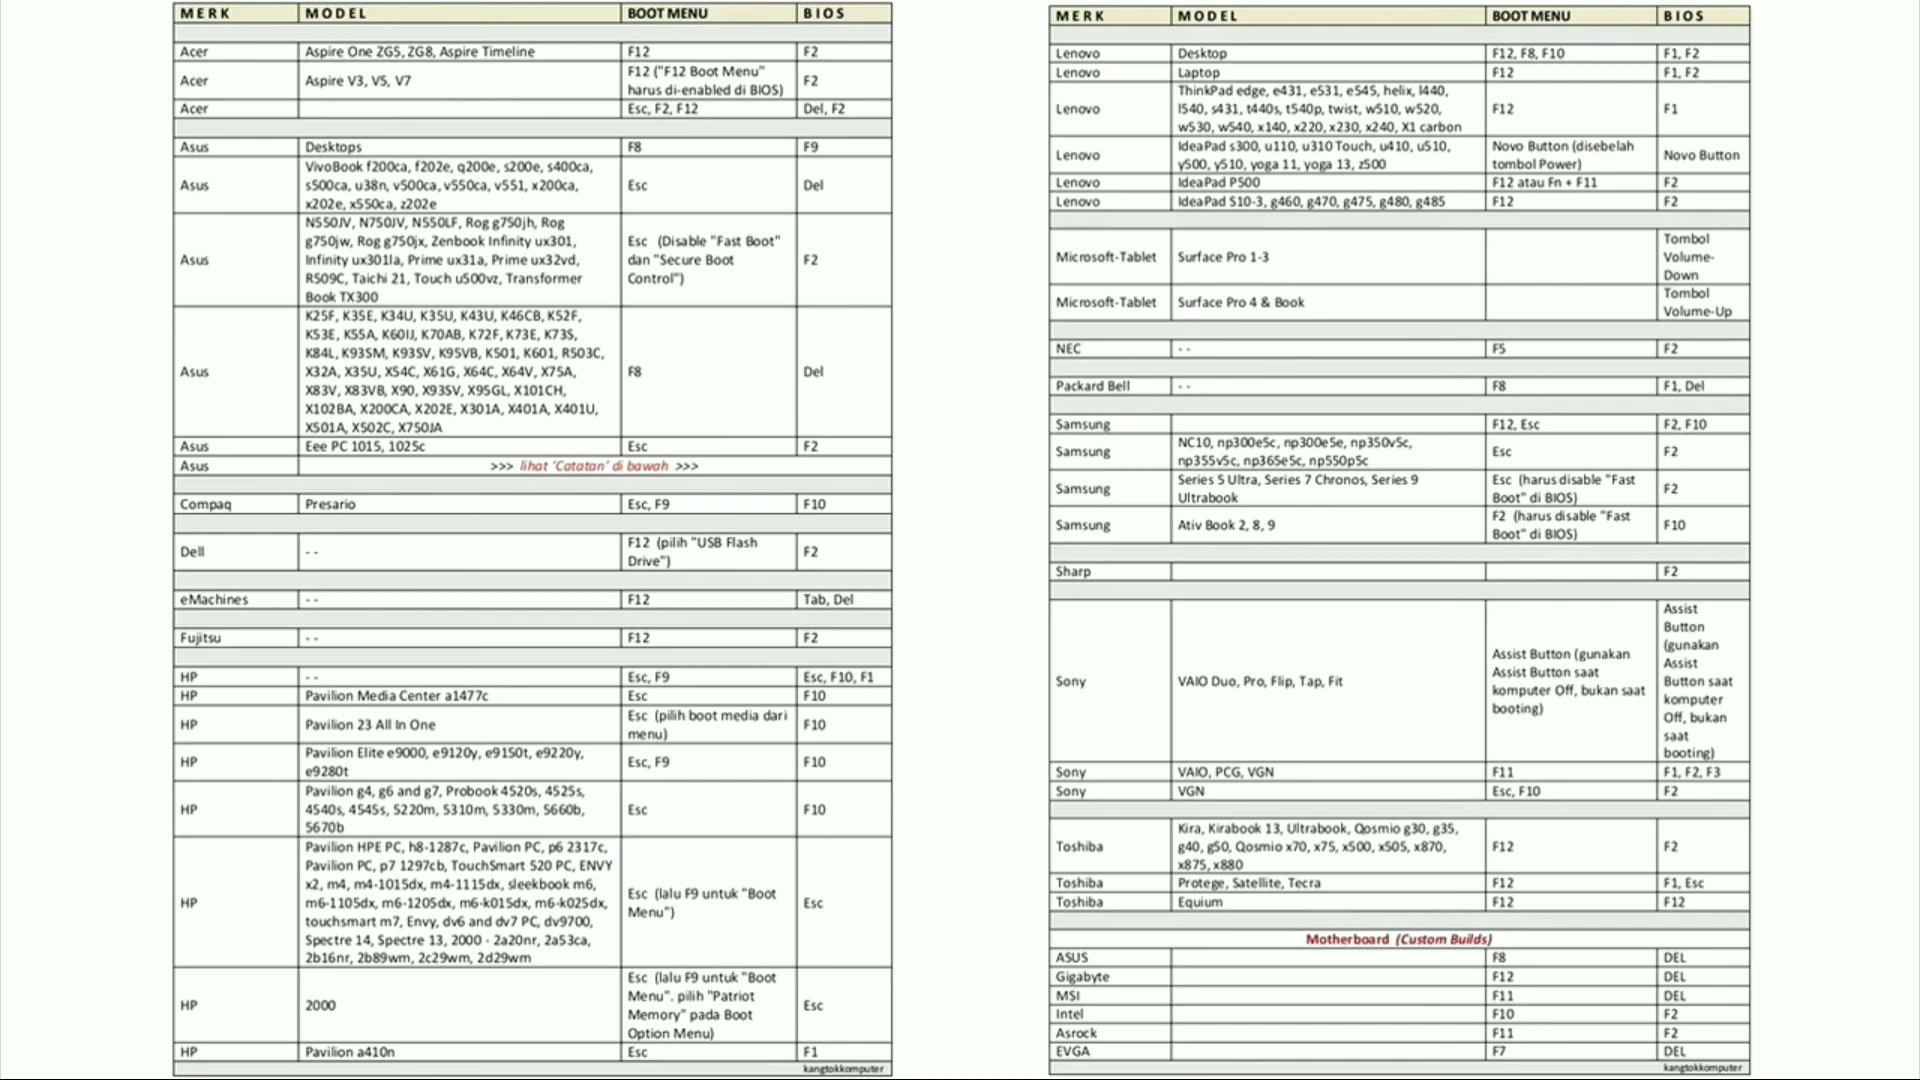 MERK MODEL BOOT MENU BIOS
Acer Aspire One ZG5, ZG8, Aspire Timeline F12 F2
Acer Aspire V3, V5, V7 F12 ("F12 Boot Menu" harus di-enabled di BIOS) F2
Acer Esc, F2, F12 Del, F2
Asus Desktops F8 F9
Asus VivoBook f200ca, f202e, q200e, s200e, s400ca,
s500ca, u38n, v500ca, v550ca, v551, x200ca,
x202e, x550ca, z202e Esc Del
Asus N550JV, N750JV, N550LF, Rog g750jh, Rog
g750jw, Rog g750jx, Zenbook Infinity ux301,
Infinity ux301la, Prime ux31a, Prime ux32vd,
R509C, Taichi 21, Touch u500vz, Transformer
Book TX300 Esc (Disable "Fast Boot" dan "Secure Boot Control") F2
Asus K25F, K35E, K34U, K35U, K43U, K46CB, K52F,
K53E, K55A, K60IJ, K70AB, K72F, K73E, K73S,
K84L, K93SM, K93SV, K95VB, K501, K601, R503C,
X32A, X35U, X54C, X61G, X64C, X64V, X75A,
X83V, X83VB, X90, X93SV, X95GL, X101CH,
X102BA, X200CA, X202E, X301A, X401A, X401U,
X501A, X502C, X750JA F8 Del
Asus Eee PC 1015, 1025c Esc F2
Asus >>> lihat 'Catatan' di bawah >>>
Compaq Presario Esc, F9 F10
Dell - - F12 (pilih "USB Flash Drive") F2
eMachines - - F12 Tab, Del
Fujitsu - - F12 F2
HP - - Esc, F9 Esc, F10, F1
HP Pavilion Media Center a1477c Esc F10
HP Pavilion 23 All In One Esc (pilih boot media dari menu) F10
HP Pavilion Elite e9000, e9120y, e9150t, e9220y,
e9280t Esc, F9 F10
HP Pavilion g4, g6 and g7, Probook 4520s, 4525s,
4540s, 4545s, 5220m, 5310m, 5330m, 5660b,
5670b Esc F10
HP Pavilion HPE PC, h8-1287c, Pavilion PC, p6 2317c,
Pavilion PC, p7 1297cb, TouchSmart 520 PC, ENVY
x2, m4, m4-1015dx, m4-1115dx, sleekbook m6,
m6-1105dx, m6-1205dx, m6-k015dx, m6-k025dx,
touchsmart m7, Envy, dv6 and dv7 PC, dv9700,
Spectre 14, Spectre 13, 2000 - 2a20nr, 2a53ca,
2b16nr, 2b89wm, 2c29wm, 2d29wm Esc (lalu F9 untuk "Boot Menu") Esc
HP 2000 Esc (lalu F9 untuk "Boot Menu". pilih "Patriot Memory" pada Boot Option Menu) Esc
HP Pavilion a410n Esc F1
kangtokkomputer
MERK MODEL BOOT MENU BIOS
Lenovo Desktop F12, F8, F10 F1, F2
Lenovo Laptop F12 F1, F2
Lenovo ThinkPad edge, e431, e531, e545, helix, l440,
l540, s431, t440s, t540p, twist, w510, w520,
w530, w540, x140, x220, x230, x240, X1 carbon F12 F1
Lenovo IdeaPad s300, u110, u310 Touch, u410, u510,
y500, y510, yoga 11, yoga 13, z500 Novo Button (disebelah tombol Power) Novo Button
Lenovo IdeaPad P500 F12 atau Fn + F11 F2
Lenovo IdeaPad S10-3, g460, g470, g475, g480, g485 F12 F2
Microsoft-Tablet Surface Pro 1-3 Tombol Volume-Down
Microsoft-Tablet Surface Pro 4 & Book Tombol Volume-Up
NEC - - F5 F2
Packard Bell - - F8 F1, Del
Samsung F12, Esc F2, F10
Samsung NC10, np300e5c, np300e5e, np350v5c,
np355v5c, np365e5c, np550p5c Esc F2
Samsung Series 5 Ultra, Series 7 Chronos, Series 9
Ultrabook Esc (harus disable "Fast Boot" di BIOS) F2
Samsung Ativ Book 2, 8, 9 F2 (harus disable "Fast Boot" di BIOS) F10
Sharp F2
Sony VAIO Duo, Pro, Flip, Tap, Fit Assist Button (gunakan Assist Button saat komputer Off, bukan saat booting) Assist Button (gunakan Assist Button saat komputer Off, bukan saat booting)
Sony VAIO, PCG, VGN F11 F1, F2, F3
Sony VGN Esc, F10 F2
Toshiba Kira, Kirabook 13, Ultrabook, Qosmio g30, g35,
g40, g50, Qosmio x70, x75, x500, x505, x870,
x875, x880 F12 F2
Toshiba Protege, Satellite, Tecra F12 F1, Esc
Toshiba Equium F12 F12
Motherboard (Custom Builds)
ASUS F8 DEL
Gigabyte F12 DEL
MSI F11 DEL
Intel F10 F2
Asrock F11 F2
EVGA F7 DEL
kangtokkomputer